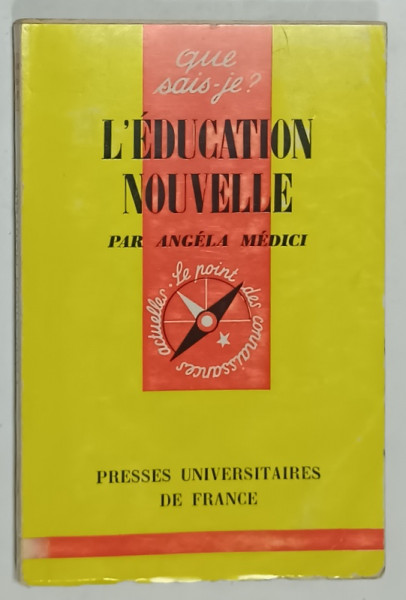 que
sais-je?
L'ÉDUCATION
NOUVELLE
PAR ANGÉLA MÉDICI
Le point des connaissances actuelles.
PRESSES UNIVERSITAIRES
DE FRANCE